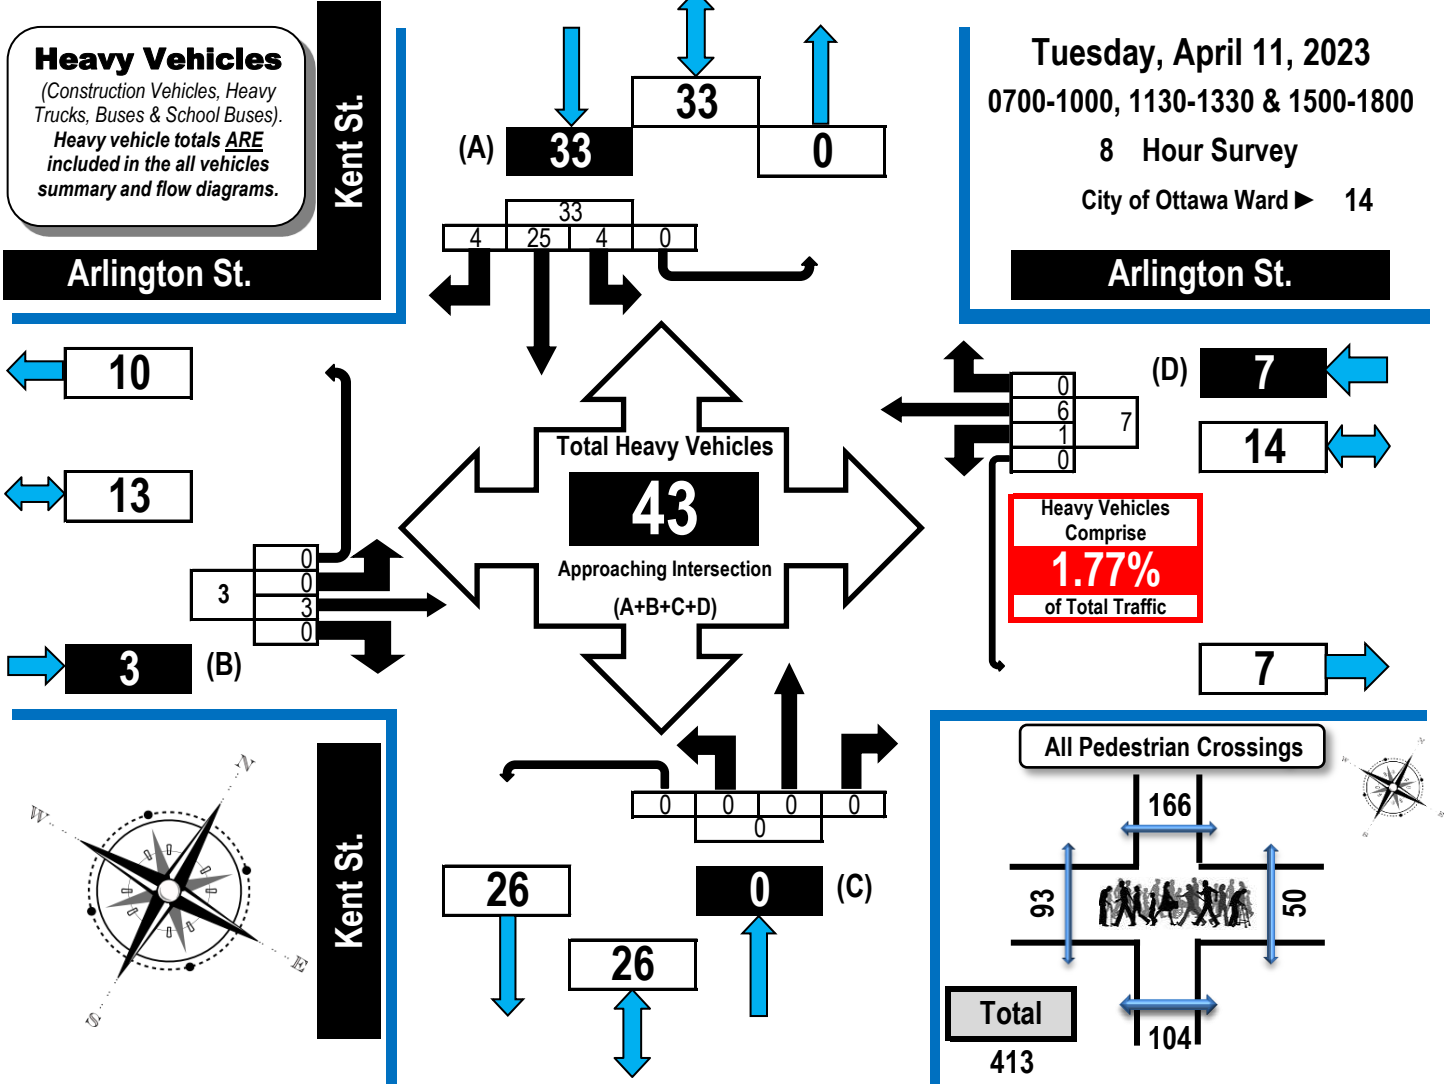 Heavy Vehicles
(Construction Vehicles, Heavy
Trucks, Buses & School Buses).
Heavy vehicle totals ARE
included in the all vehicles
summary and flow diagrams.
Kent St.
Arlington St.
33
(A) 33
0
33
4 25 4 0
Tuesday, April 11, 2023
0700-1000, 1130-1330 & 1500-1800
8 Hour Survey
City of Ottawa Ward ► 14
Arlington St.
10
13
0
0
3
3
0
3 (B)
Total Heavy Vehicles
43
Approaching Intersection
(A+B+C+D)
0
6
1
7
0
(D) 7
14
Heavy Vehicles
Comprise
1.77%
of Total Traffic
7
N
W
E
S
Kent St.
0 0 0 0
0
26
0 (C)
26
All Pedestrian Crossings
166
93
50
104
Total
413